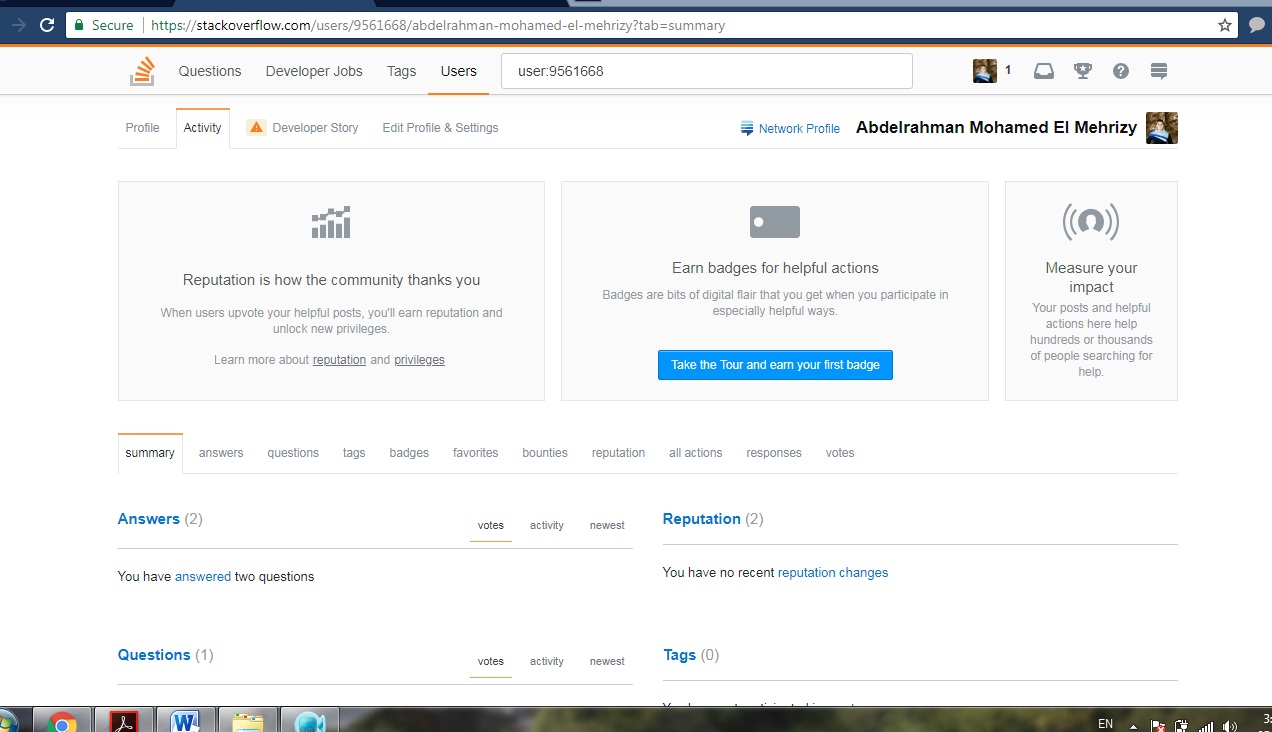 Secure https://stackoverflow.com/users/9561668/abdelrahman-mohamed-el-mehrizy?tab=summary
Questions Developer Jobs Tags Users user:9561668 1
Profile Activity Developer Story Edit Profile & Settings Network Profile Abdelrahman Mohamed El Mehrizy
Reputation is how the community thanks you
When users upvote your helpful posts, you'll earn reputation and
unlock new privileges.
Learn more about reputation and privileges
Earn badges for helpful actions
Badges are bits of digital flair that you get when you participate in
especially helpful ways.
Take the Tour and earn your first badge
Measure your
impact
Your posts and helpful
actions here help
hundreds or thousands
of people searching for
help.
summary answers questions tags badges favorites bounties reputation all actions responses votes
Answers (2) votes activity newest
You have answered two questions
Reputation (2)
You have no recent reputation changes
Questions (1) votes activity newest
Tags (0)
EN